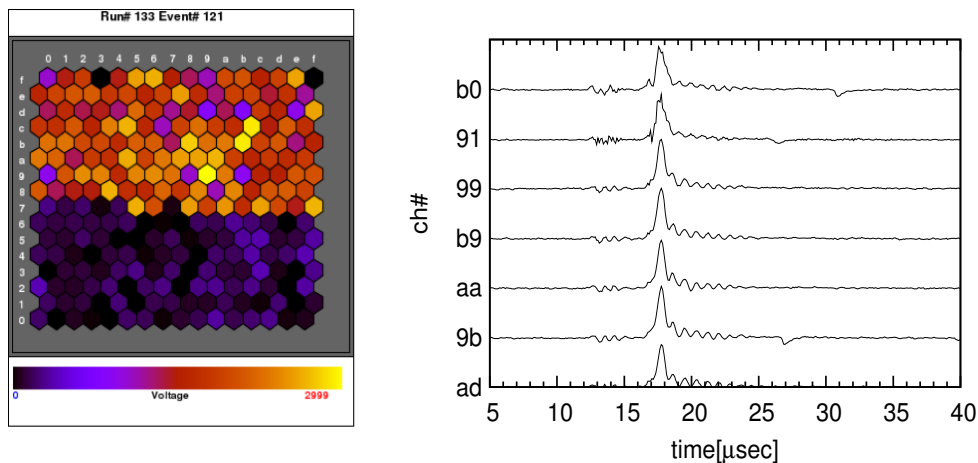 Run# 133 Event# 121
0 1 2 3 4 5 6 7 8 9 a b c d e f
f
e
d
c
b
a
9
8
7
6
5
4
3
2
1
0
0 Voltage 2999
ch#
b0
91
99
b9
aa
9b
ad
5 10 15 20 25 30 35 40
time[μsec]